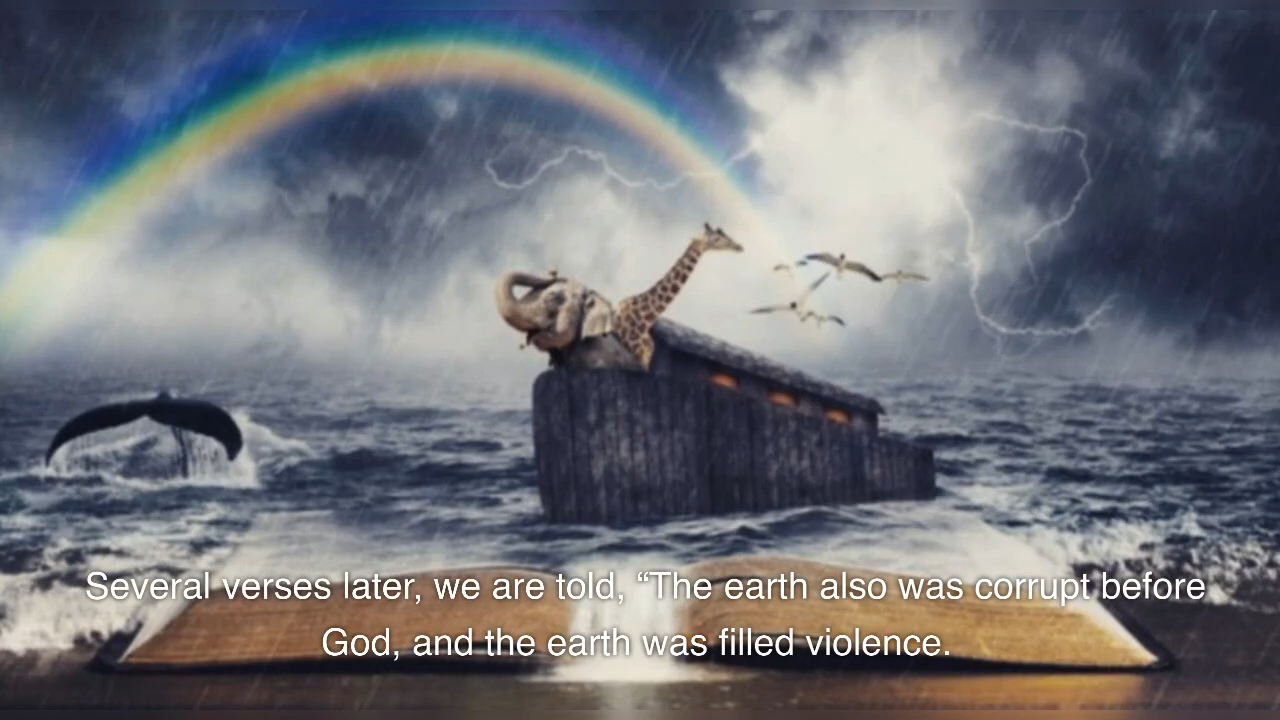 Several verses later, we are told, “The earth also was corrupt before
God, and the earth was filled violence.